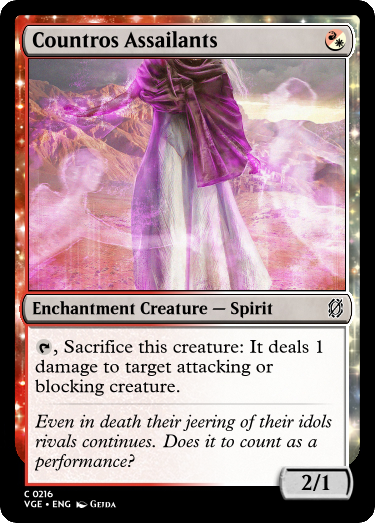 Countros Assailants
Enchantment Creature — Spirit
, Sacrifice this creature: It deals 1
damage to target attacking or
blocking creature.
Even in death their jeering of their idols
rivals continues. Does it to count as a
performance?
2/1
C 0216
VGE • ENG Gejda